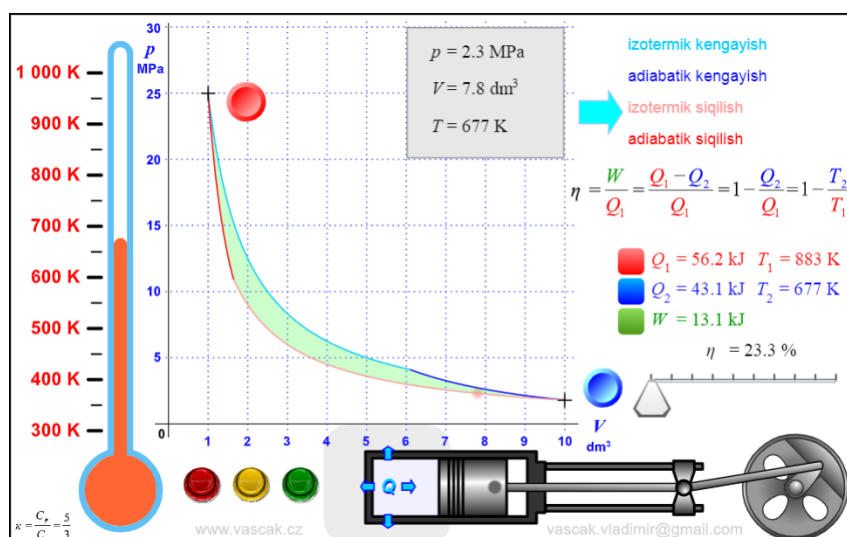 30
p
MPa
25
20
15
10
5
0
1 2 3 4 5 6 7 8 9 10
V
dm³
1 000 K
900 K
800 K
700 K
600 K
500 K
400 K
300 K
p = 2.3 MPa
V = 7.8 dm³
T = 677 K
izotermik kengayish
adiabatik kengayish
izotermik siqilish
adiabatik siqilish
η = W/Q₁ = (Q₁ − Q₂)/Q₁ = 1 − Q₂/Q₁ = 1 − T₂/T₁
Q₁ = 56.2 kJ T₁ = 883 K
Q₂ = 43.1 kJ T₂ = 677 K
W = 13.1 kJ
η = 23.3 %
Q
www.vascak.cz
vascak.vladimir@gmail.com